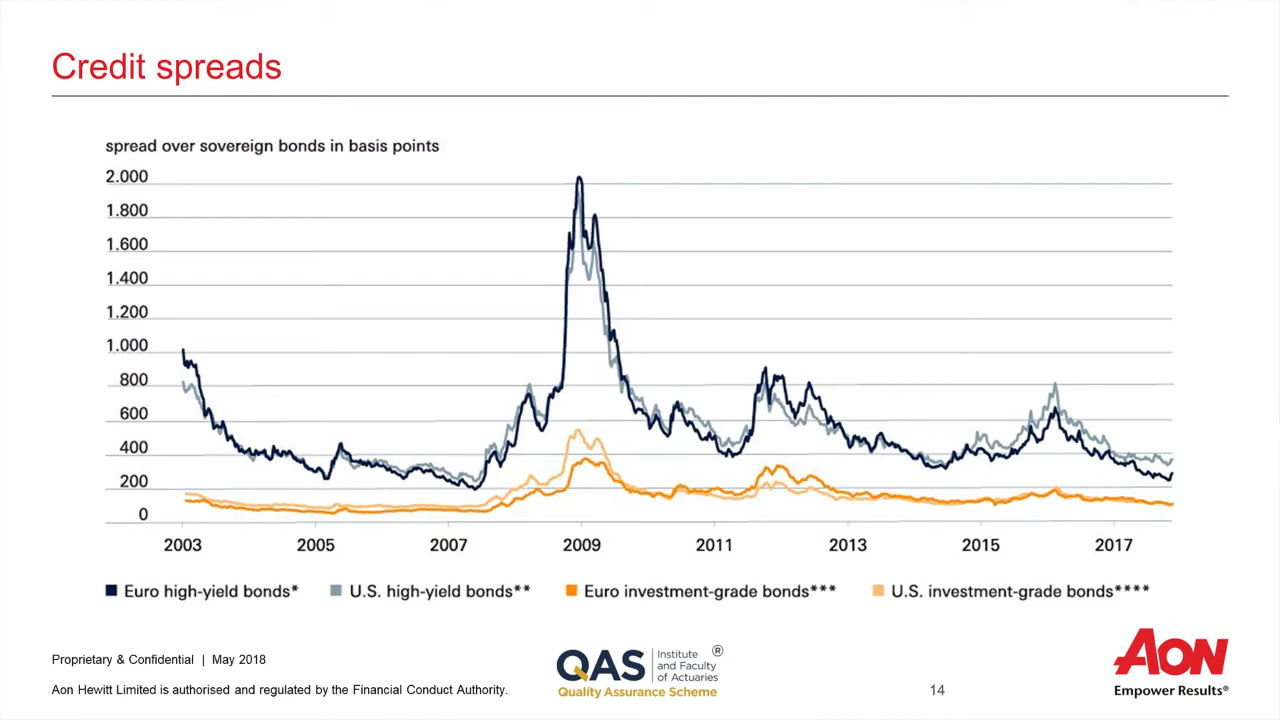 Credit spreads
spread over sovereign bonds in basis points
2.000
1.800
1.600
1.400
1.200
1.000
800
600
400
200
0
2003 2005 2007 2009 2011 2013 2015 2017
Euro high-yield bonds* U.S. high-yield bonds** Euro investment-grade bonds*** U.S. investment-grade bonds****
Proprietary & Confidential | May 2018
Aon Hewitt Limited is authorised and regulated by the Financial Conduct Authority.
QAS
Institute
and Faculty
of Actuaries
®
Quality Assurance Scheme
14
AON
Empower Results®